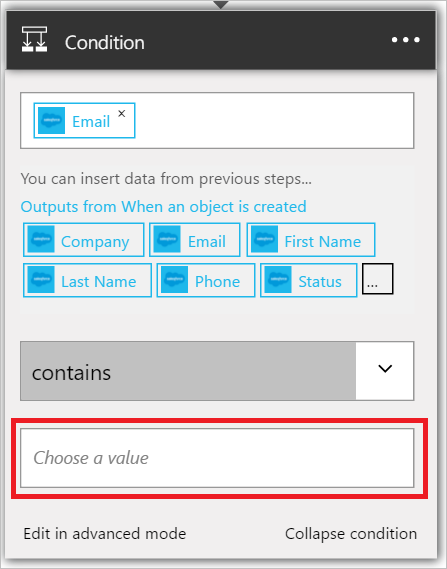 Condition
Email ×
You can insert data from previous steps...
Outputs from When an object is created
Company Email First Name
Last Name Phone Status ...
contains
Choose a value
Edit in advanced mode Collapse condition